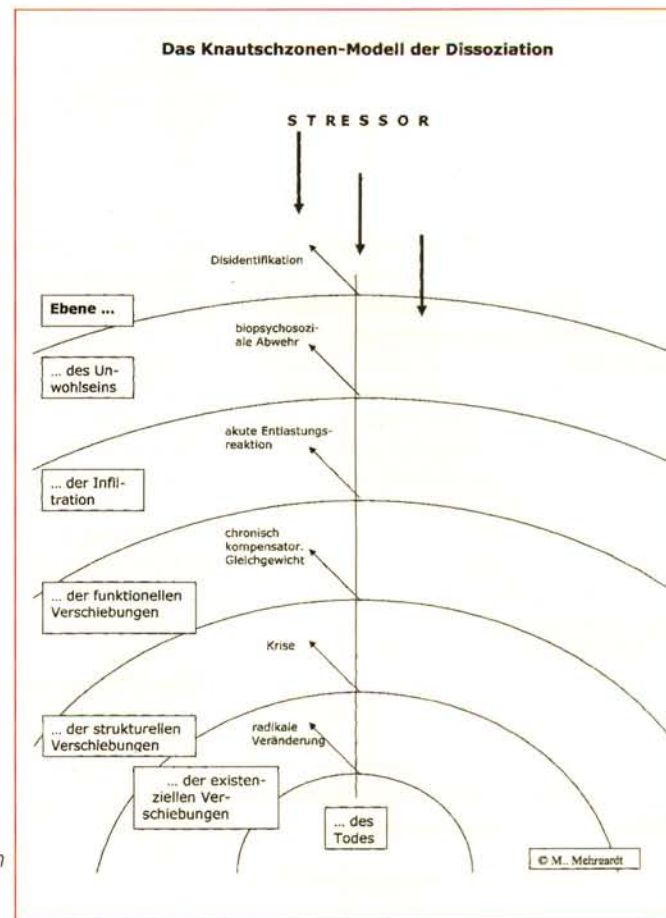 Das Knautschzonen-Modell der Dissoziation
STRESSOR
Disidentifikation
Ebene ...
biopsychosozi-
ale Abwehr
... des Un-
wohlseins
akute Entlastungs-
reaktion
... der Infil-
tration
chronisch
kompensator.
Gleichgewicht
... der funktionellen
Verschiebungen
Krise
... der strukturellen
Verschiebungen
radikale
Veränderung
... der existen-
ziellen Ver-
schiebungen
... des
Todes
© M.. Mehrgardt